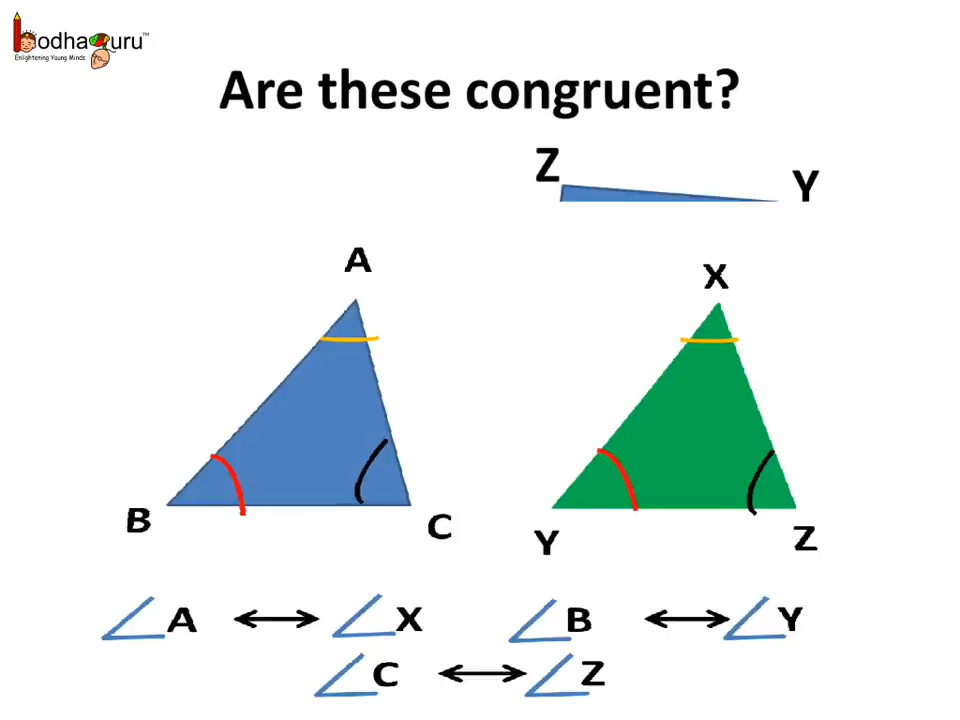 bodhaguru™
Enlightening Young Minds
Are these congruent?
Z
Y
A
X
B
C
Y
Z
∠A ↔ ∠X ∠B ↔ ∠Y
∠C ↔ ∠Z